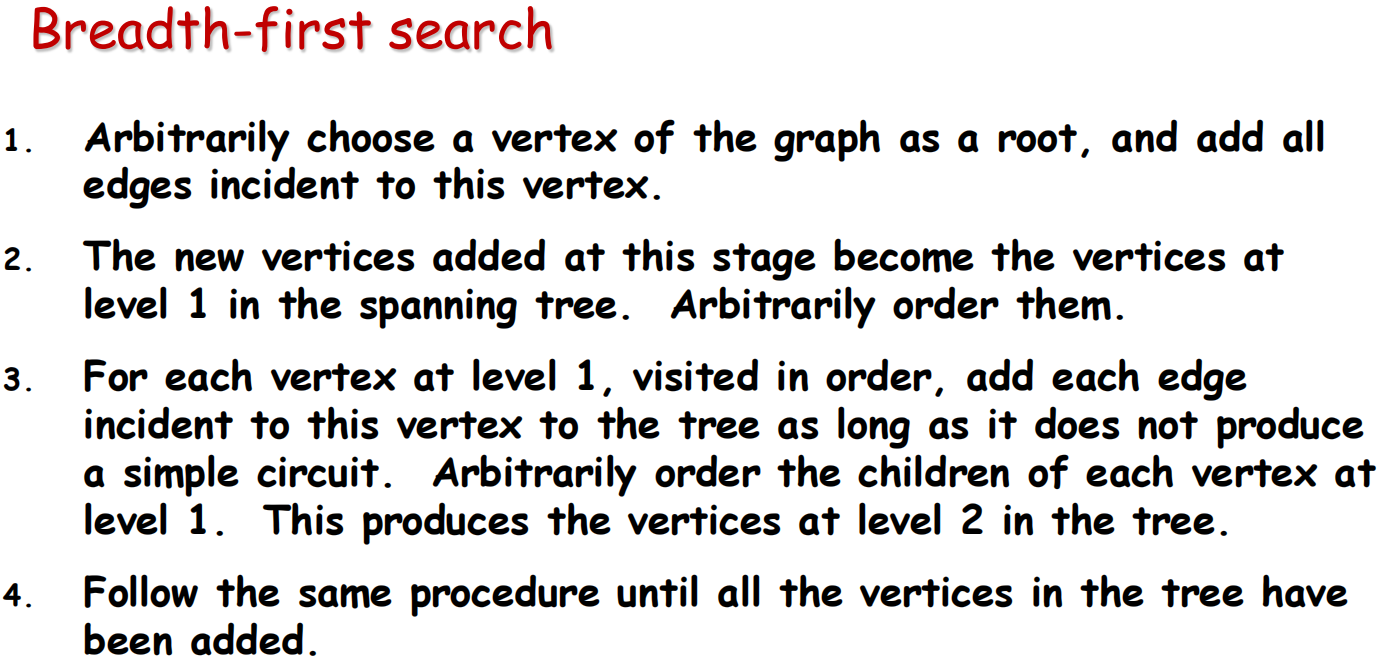 Breadth-first search
1. Arbitrarily choose a vertex of the graph as a root, and add all
edges incident to this vertex.
2. The new vertices added at this stage become the vertices at
level 1 in the spanning tree. Arbitrarily order them.
3. For each vertex at level 1, visited in order, add each edge
incident to this vertex to the tree as long as it does not produce
a simple circuit. Arbitrarily order the children of each vertex at
level 1. This produces the vertices at level 2 in the tree.
4. Follow the same procedure until all the vertices in the tree have
been added.